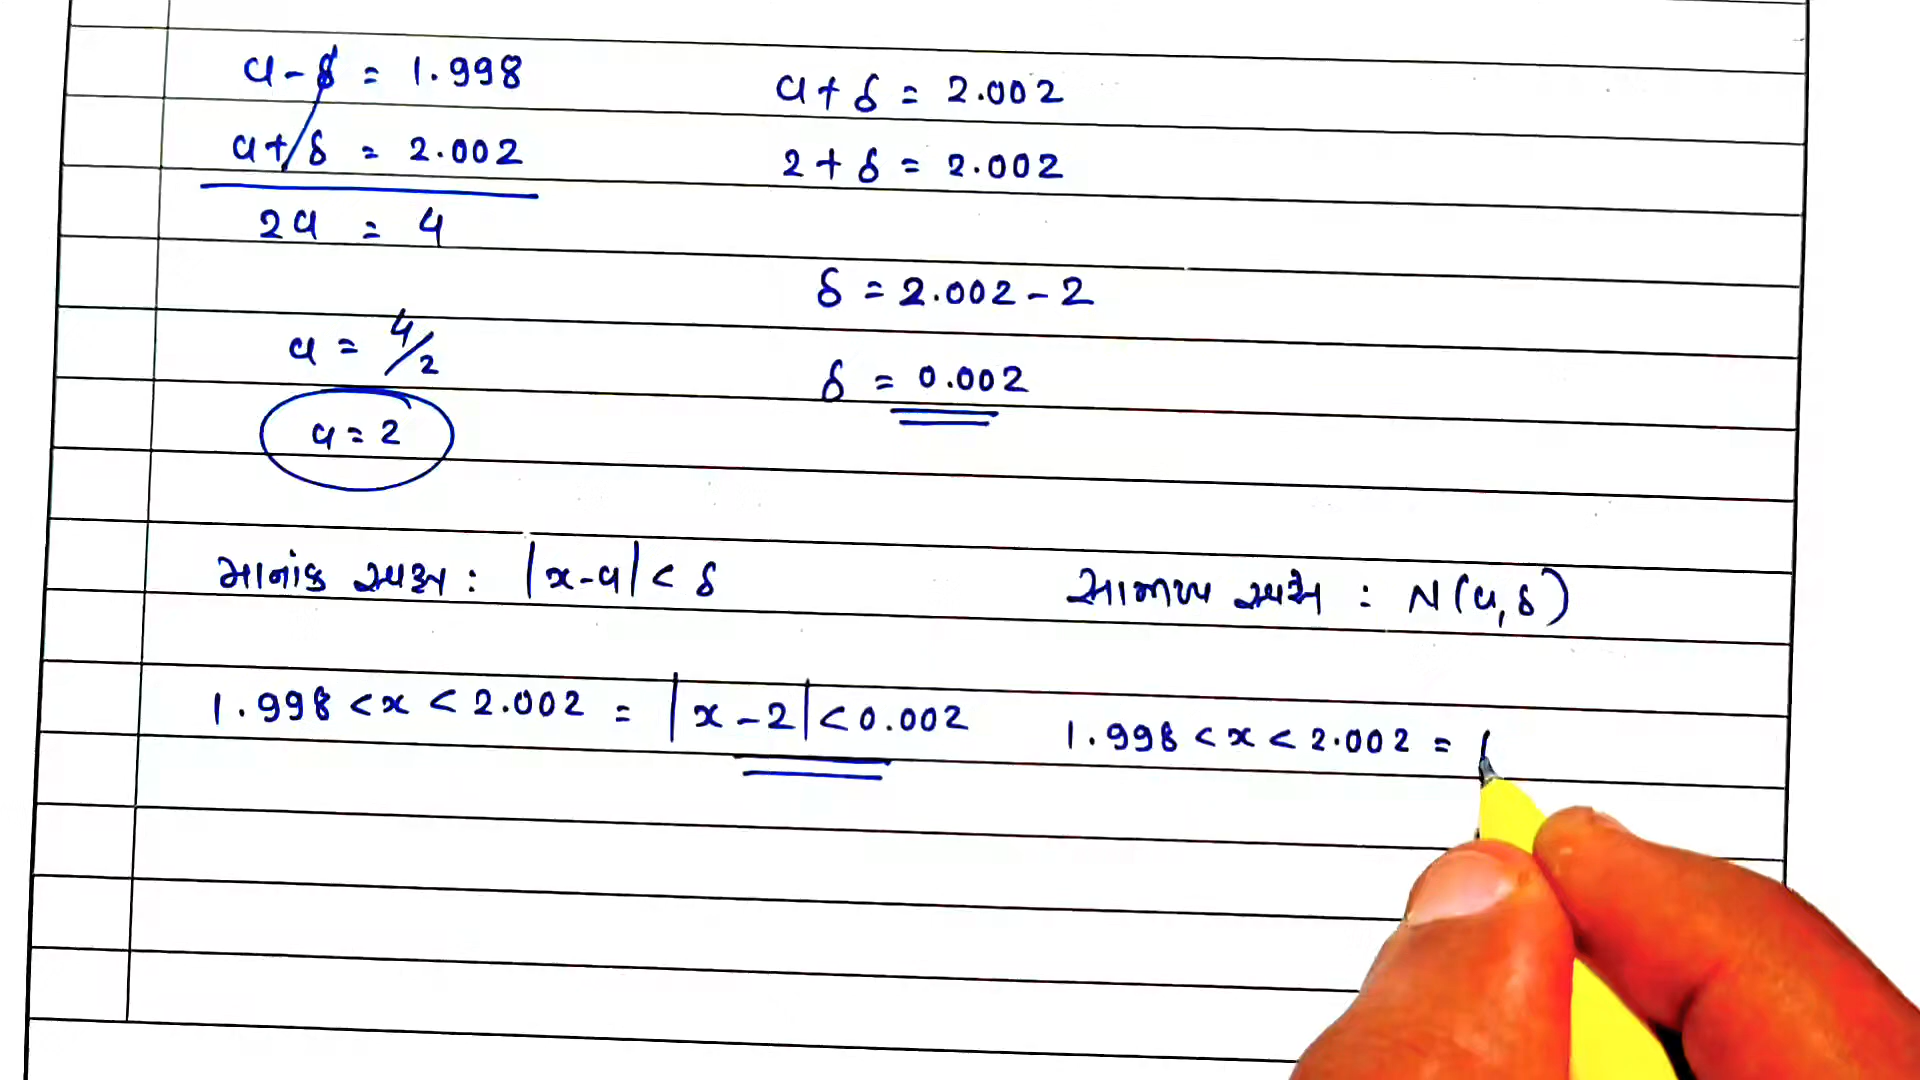 a - δ = 1.998
a + δ = 2.002
2a = 4
a = 4/2
a = 2
a + δ = 2.002
2 + δ = 2.002
δ = 2.002 - 2
δ = 0.002
માનાંક સ્વરૂપ : |x - a| < δ
સામીપ્ય સ્વરૂપ : N(a, δ)
1.998 < x < 2.002 = |x - 2| < 0.002
1.998 < x < 2.002 =